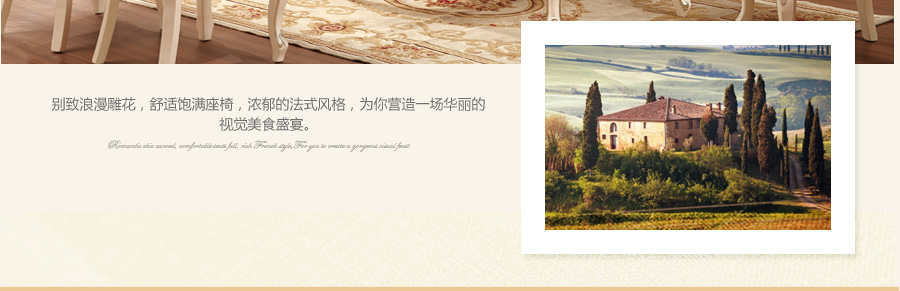 别致浪漫雕花，舒适饱满座椅，浓郁的法式风格，为你营造一场华丽的
视觉美食盛宴。
Romantic chic carved, comfortable seats full, rich French style, For you to create a gorgeous visual feast